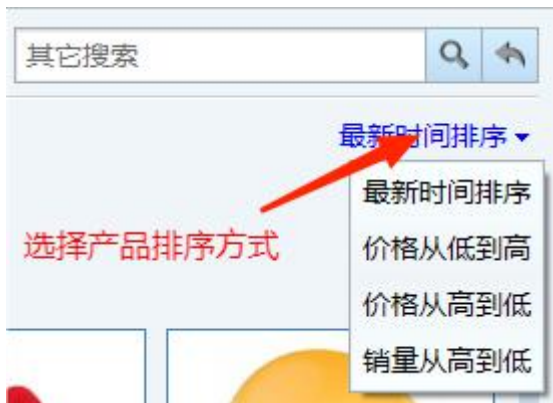 其它搜索
最新时间排序
最新时间排序
选择产品排序方式
价格从低到高
价格从高到低
销量从高到低